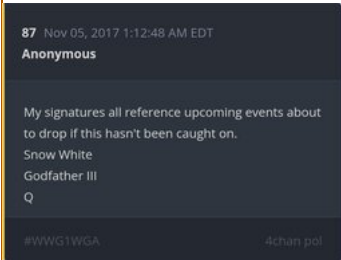 87 Nov 05, 2017 1:12:48 AM EDT
Anonymous
My signatures all reference upcoming events about
to drop if this hasn't been caught on.
Snow White
Godfather III
Q
#WWG1WGA 4chan pol